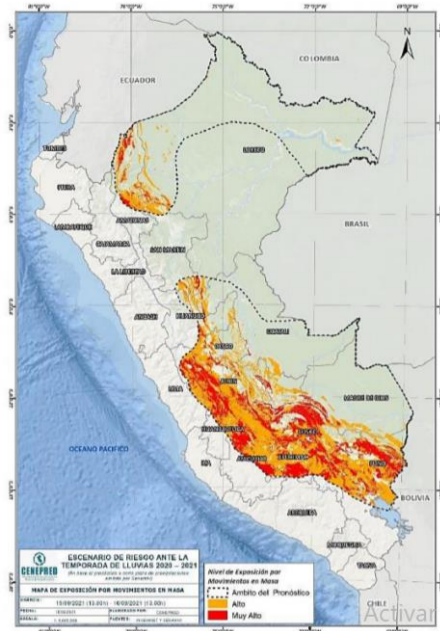 N
COLOMBIA
ECUADOR
TUMBES
LORETO
PIURA
AMAZONAS
LAMBAYEQUE
CAJAMARCA
SAN MARTIN
BRASIL
LA LIBERTAD
ANCASH
HUANUCO
UCAYALI
PASCO
JUNIN
LIMA
MADRE DE DIOS
HUANCAVELICA
CUSCO
OCEANO PACIFICO
ICA
AYACUCHO
APURIMAC
PUNO
BOLIVIA
AREQUIPA
MOQUEGUA
TACNA
CHILE
CENEPRED
ESCENARIO DE RIESGO ANTE LA
TEMPORADA DE LLUVIAS 2020 – 2021
MAPA DE EXPOSICIÓN POR MOVIMIENTOS EN MASA
Nivel de Exposición por
Movimientos en Masa
Ámbito del Pronóstico
Alto
Muy Alto
Activar